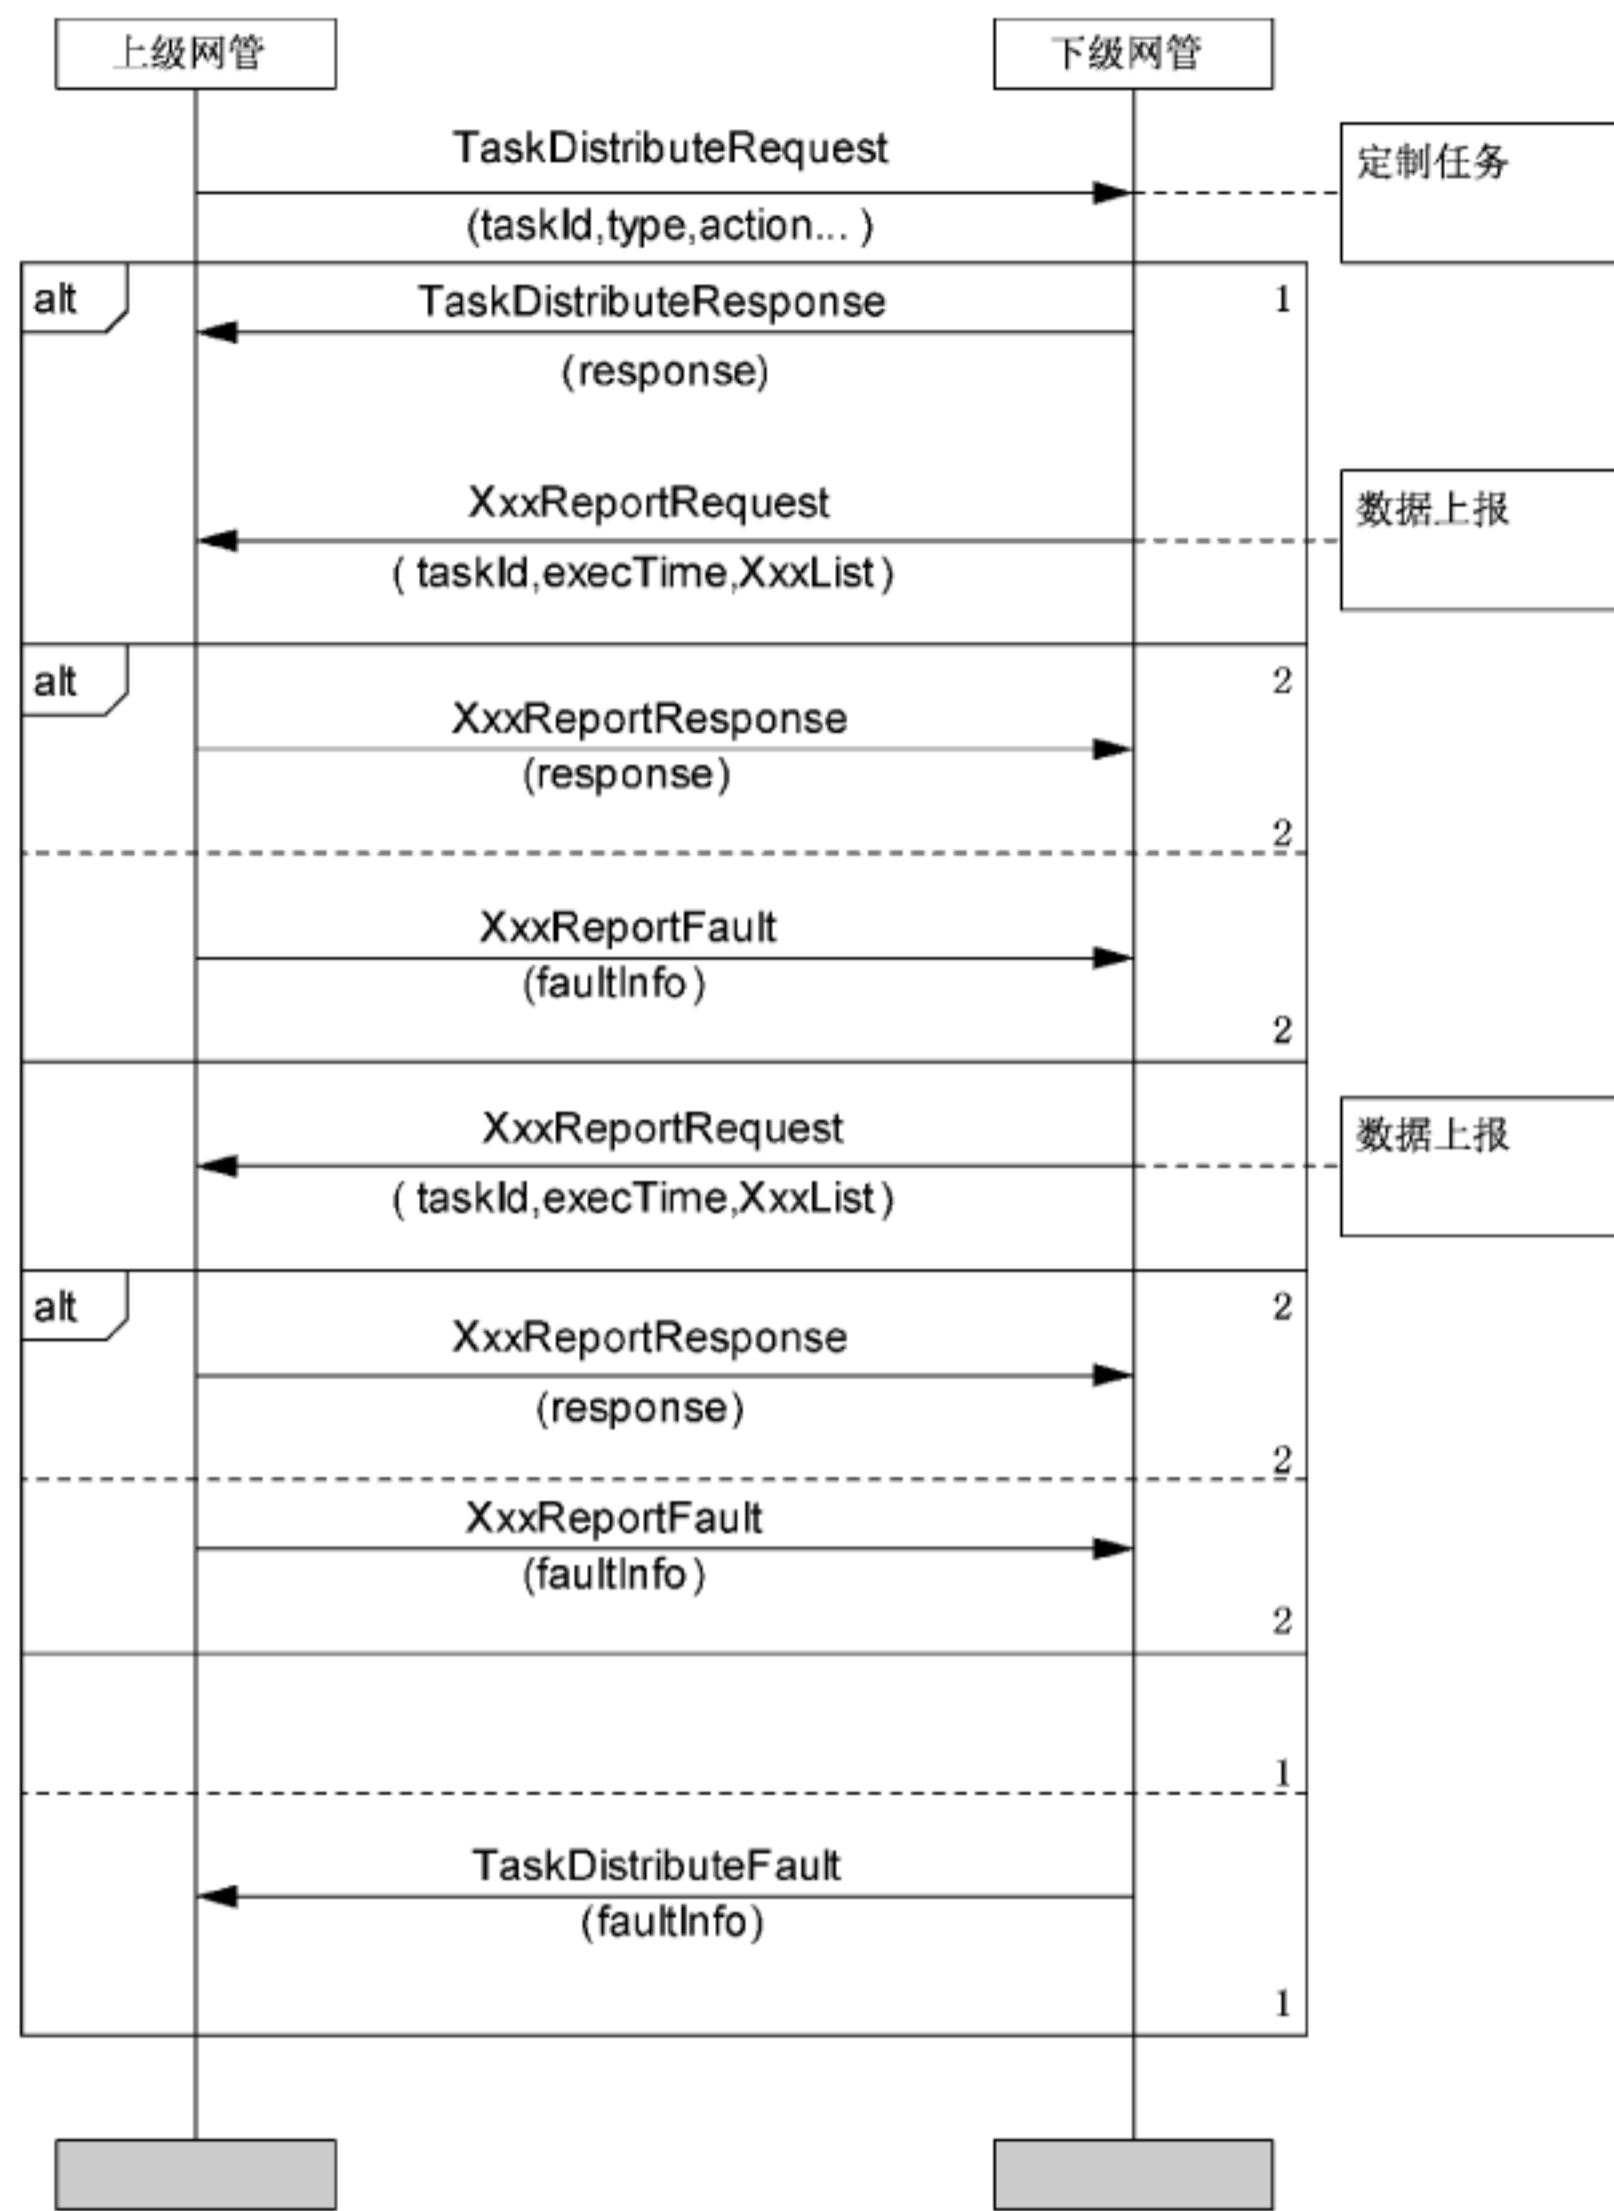 上级网管
下级网管
TaskDistributeRequest
定制任务
(taskId,type,action... )
alt
TaskDistributeResponse
1
(response)
XxxReportRequest
数据上报
( taskId,execTime,XxxList)
alt
2
XxxReportResponse
(response)
2
XxxReportFault
(faultInfo)
2
XxxReportRequest
数据上报
( taskId,execTime,XxxList)
alt
2
XxxReportResponse
(response)
2
XxxReportFault
(faultInfo)
2
1
TaskDistributeFault
(faultInfo)
1